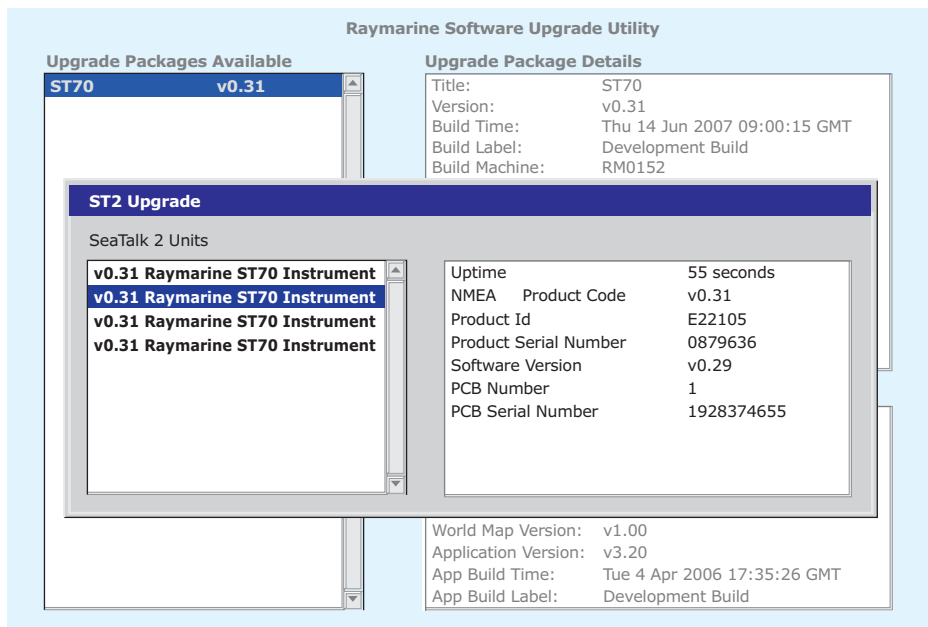 Raymarine Software Upgrade Utility
Upgrade Packages Available
ST70 v0.31
Upgrade Package Details
Title: ST70
Version: v0.31
Build Time: Thu 14 Jun 2007 09:00:15 GMT
Build Label: Development Build
Build Machine: RM0152
ST2 Upgrade
SeaTalk 2 Units
v0.31 Raymarine ST70 Instrument
v0.31 Raymarine ST70 Instrument
v0.31 Raymarine ST70 Instrument
v0.31 Raymarine ST70 Instrument
Uptime 55 seconds
NMEA Product Code v0.31
Product Id E22105
Product Serial Number 0879636
Software Version v0.29
PCB Number 1
PCB Serial Number 1928374655
World Map Version: v1.00
Application Version: v3.20
App Build Time: Tue 4 Apr 2006 17:35:26 GMT
App Build Label: Development Build